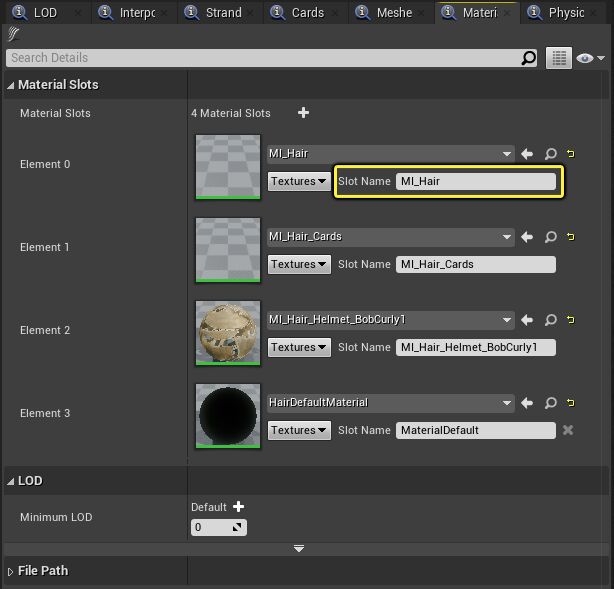 LOD Interpo Strand Cards Meshe Materi Physic
Search Details
Material Slots
Material Slots 4 Material Slots
Element 0 MI_Hair
Textures Slot Name MI_Hair
Element 1 MI_Hair_Cards
Textures Slot Name MI_Hair_Cards
Element 2 MI_Hair_Helmet_BobCurly1
Textures Slot Name MI_Hair_Helmet_BobCurly1
Element 3 HairDefaultMaterial
Textures Slot Name MaterialDefault
LOD
Minimum LOD Default
0
File Path